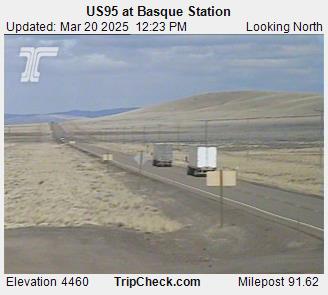 US95 at Basque Station
Updated: Mar 20 2025 12:23 PM Looking North
Elevation 4460 TripCheck.com Milepost 91.62